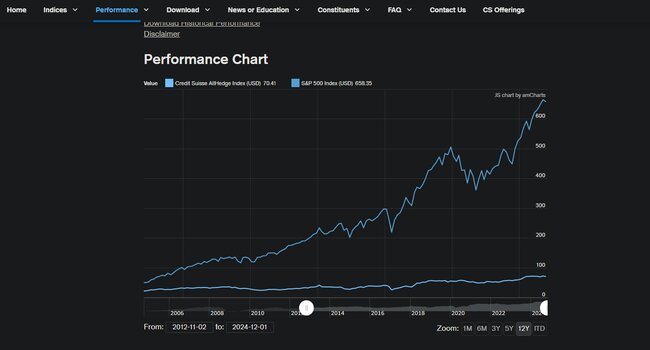 Home Indices Performance Download News or Education Constituents FAQ Contact Us CS Offerings
Download Historical Performance
Disclaimer
Performance Chart
Value Credit Suisse AllHedge Index (USD) 70.41 S&P 500 Index (USD) 658.35
JS chart by amCharts
600
500
400
300
200
100
0
2006 2008 2010 2014 2016 2018 2020 2022
From: 2012-11-02 to: 2024-12-01 Zoom: 1M 6M 3Y 5Y 12Y ITD